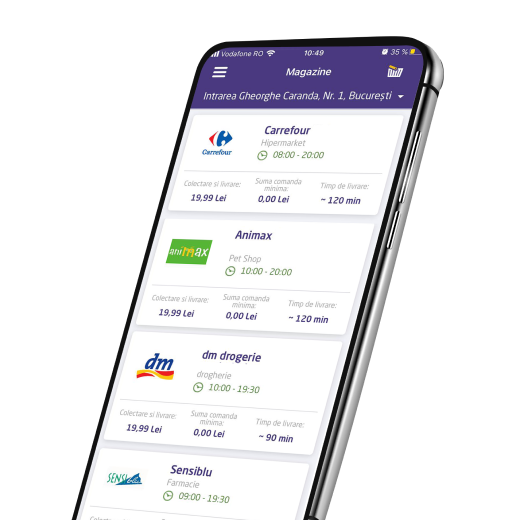 Vodafone RO 10:49 35 %
Magazine
Intrarea Gheorghe Caranda, Nr. 1, București
Carrefour
Hipermarket
08:00 - 20:00
Carrefour
Colectare si livrare: Suma comanda minima: Timp de livrare:
19,99 Lei 0,00 Lei ~ 120 min
Animax
animax
Pet Shop
10:00 - 20:00
Colectare si livrare: Suma comanda minima: Timp de livrare:
19,99 Lei 0,00 Lei ~ 120 min
dm drogerie
dm
drogherie
10:00 - 19:30
Colectare si livrare: Suma comanda minima: Timp de livrare:
19,99 Lei 0,00 Lei ~ 90 min
Sensiblu
SENSI blu
Farmacie
09:00 - 19:30